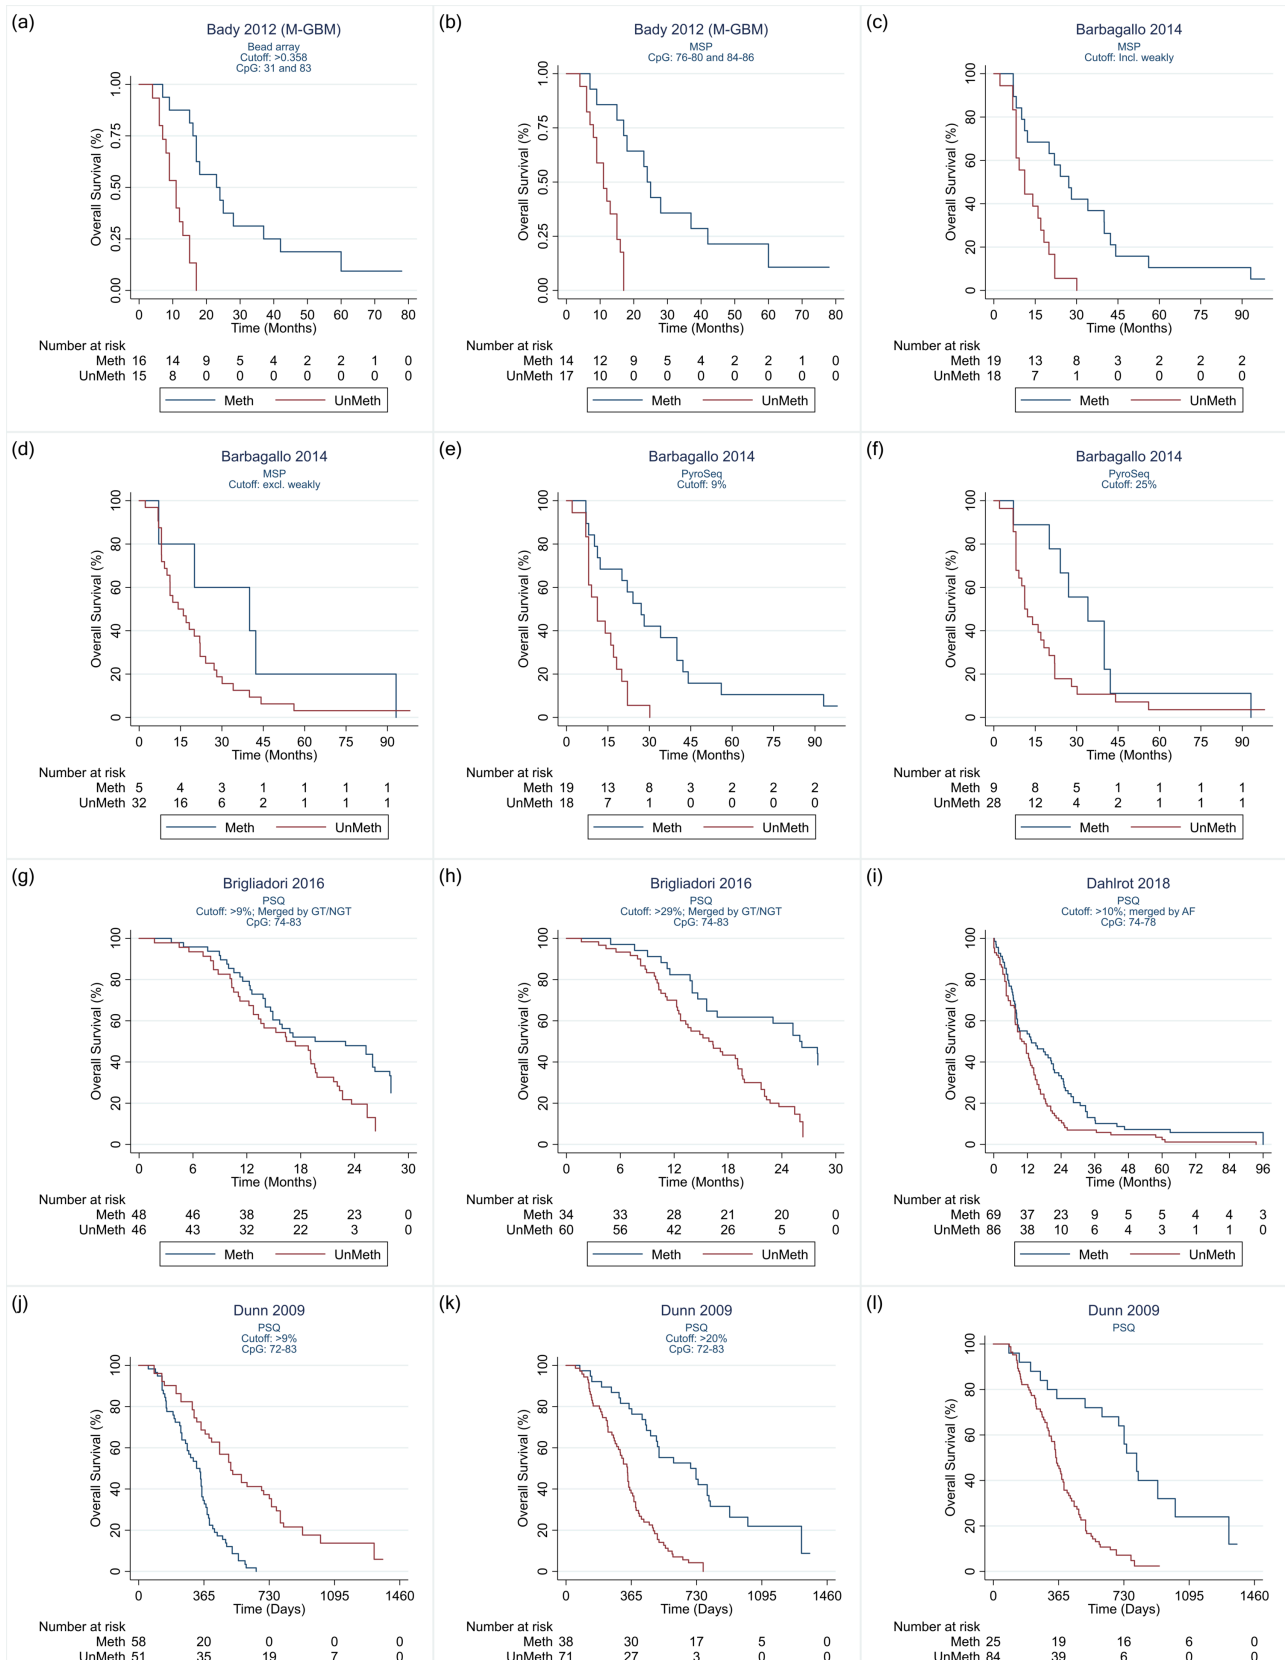 (a)
Bady 2012 (M-GBM)
Bead array
Cutoff: >0.358
CpG: 31 and 83
Overall Survival (%)
1.00
0.75
0.50
0.25
0.00
0 10 20 30 40 50 60 70 80
Time (Months)
Number at risk
Meth 16 14 9 5 4 2 2 1 0
UnMeth 15 8 0 0 0 0 0 0 0
Meth UnMeth
(b)
Bady 2012 (M-GBM)
MSP
CpG: 76-80 and 84-86
Overall Survival (%)
1.00
0.75
0.50
0.25
0.00
0 10 20 30 40 50 60 70 80
Time (Months)
Number at risk
Meth 14 12 9 5 4 2 2 1 0
UnMeth 17 10 0 0 0 0 0 0 0
Meth UnMeth
(c)
Barbagallo 2014
MSP
Cutoff: Incl. weakly
Overall Survival (%)
100
80
60
40
20
0
0 15 30 45 60 75 90
Time (Months)
Number at risk
Meth 19 13 8 3 2 2 2
UnMeth 18 7 1 0 0 0 0
Meth UnMeth
(d)
Barbagallo 2014
MSP
Cutoff: excl. weakly
Overall Survival (%)
100
80
60
40
20
0
0 15 30 45 60 75 90
Time (Months)
Number at risk
Meth 5 4 3 1 1 1 1
UnMeth 32 16 6 2 1 1 1
Meth UnMeth
(e)
Barbagallo 2014
PyroSeq
Cutoff: 9%
Overall Survival (%)
100
80
60
40
20
0
0 15 30 45 60 75 90
Time (Months)
Number at risk
Meth 19 13 8 3 2 2 2
UnMeth 18 7 1 0 0 0 0
Meth UnMeth
(f)
Barbagallo 2014
PyroSeq
Cutoff: 25%
Overall Survival (%)
100
80
60
40
20
0
0 15 30 45 60 75 90
Time (Months)
Number at risk
Meth 9 8 5 1 1 1 1
UnMeth 28 12 4 2 1 1 1
Meth UnMeth
(g)
Brigliadori 2016
PSQ
Cutoff: >9%; Merged by GT/NGT
CpG: 74-83
Overall Survival (%)
100
80
60
40
20
0
0 6 12 18 24 30
Time (Months)
Number at risk
Meth 48 46 38 25 23 0
UnMeth 46 43 32 22 3 0
Meth UnMeth
(h)
Brigliadori 2016
PSQ
Cutoff: >29%; Merged by GT/NGT
CpG: 74-83
Overall Survival (%)
100
80
60
40
20
0
0 6 12 18 24 30
Time (Months)
Number at risk
Meth 34 33 28 21 20 0
UnMeth 60 56 42 26 5 0
Meth UnMeth
(i)
Dahlrot 2018
PSQ
Cutoff: >10%; merged by AF
CpG: 74-78
Overall Survival (%)
100
80
60
40
20
0
0 12 24 36 48 60 72 84 96
Time (Months)
Number at risk
Meth 69 37 23 9 5 5 4 4 3
UnMeth 86 38 10 6 4 3 1 1 0
Meth UnMeth
(j)
Dunn 2009
PSQ
Cutoff: >9%
CpG: 72-83
Overall Survival (%)
100
80
60
40
20
0
0 365 730 1095 1460
Time (Days)
Number at risk
Meth 58 20 0 0 0
UnMeth 51 35 19 7 0
(k)
Dunn 2009
PSQ
Cutoff: >20%
CpG: 72-83
Overall Survival (%)
100
80
60
40
20
0
0 365 730 1095 1460
Time (Days)
Number at risk
Meth 38 30 17 5 0
UnMeth 71 27 3 0 0
(l)
Dunn 2009
PSQ
Overall Survival (%)
100
80
60
40
20
0
0 365 730 1095 1460
Time (Days)
Number at risk
Meth 25 19 16 6 0
UnMeth 84 39 6 0 0